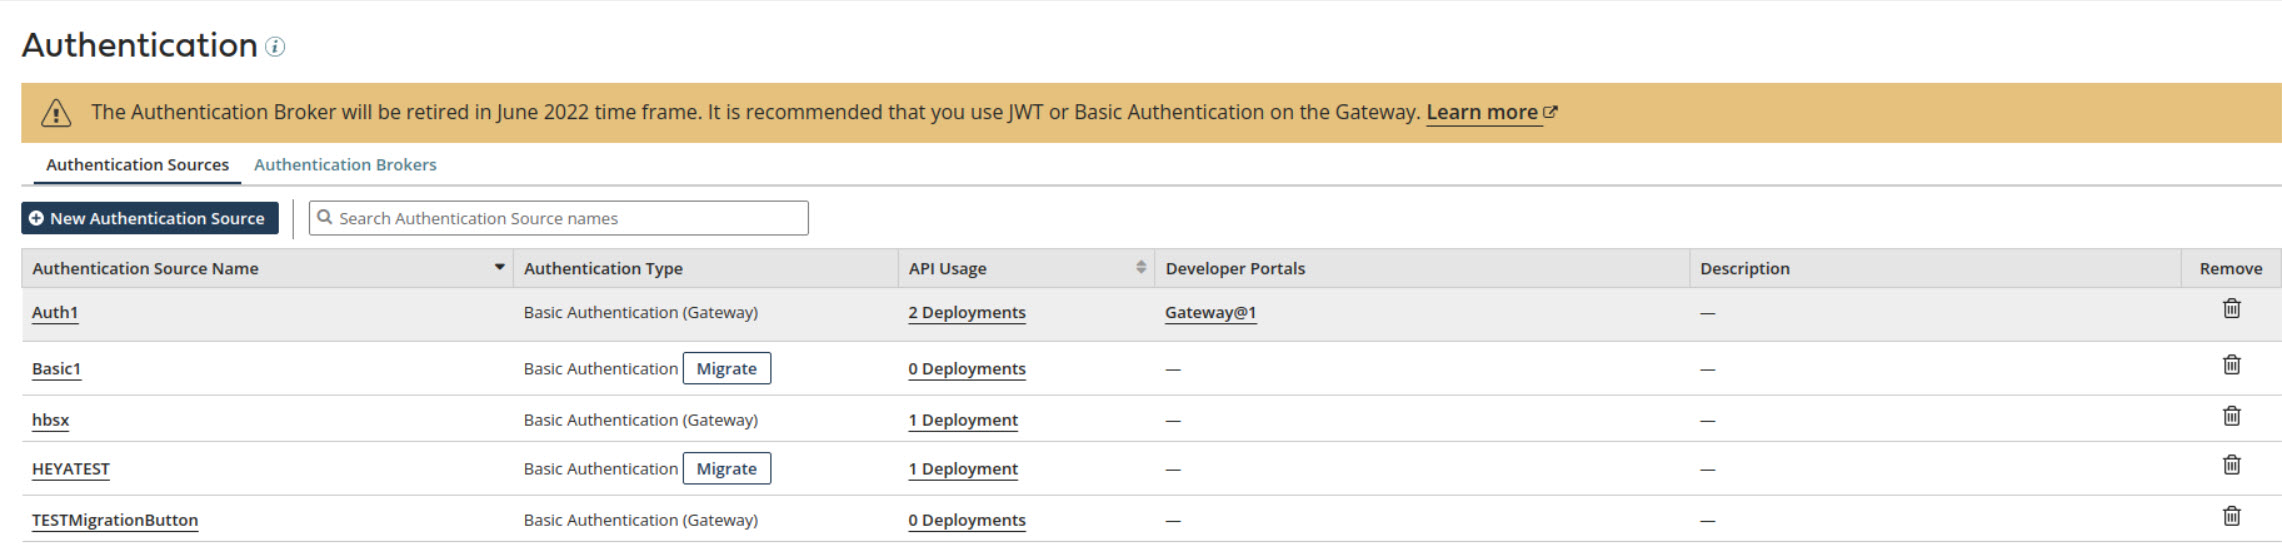 Authentication
The Authentication Broker will be retired in June 2022 time frame. It is recommended that you use JWT or Basic Authentication on the Gateway. Learn more
Authentication Sources Authentication Brokers
New Authentication Source Search Authentication Source names
Authentication Source Name Authentication Type API Usage Developer Portals Description Remove
Auth1 Basic Authentication (Gateway) 2 Deployments Gateway@1 —
Basic1 Basic Authentication Migrate 0 Deployments — —
hbsx Basic Authentication (Gateway) 1 Deployment — —
HEYATEST Basic Authentication Migrate 1 Deployment — —
TESTMigrationButton Basic Authentication (Gateway) 0 Deployments — —